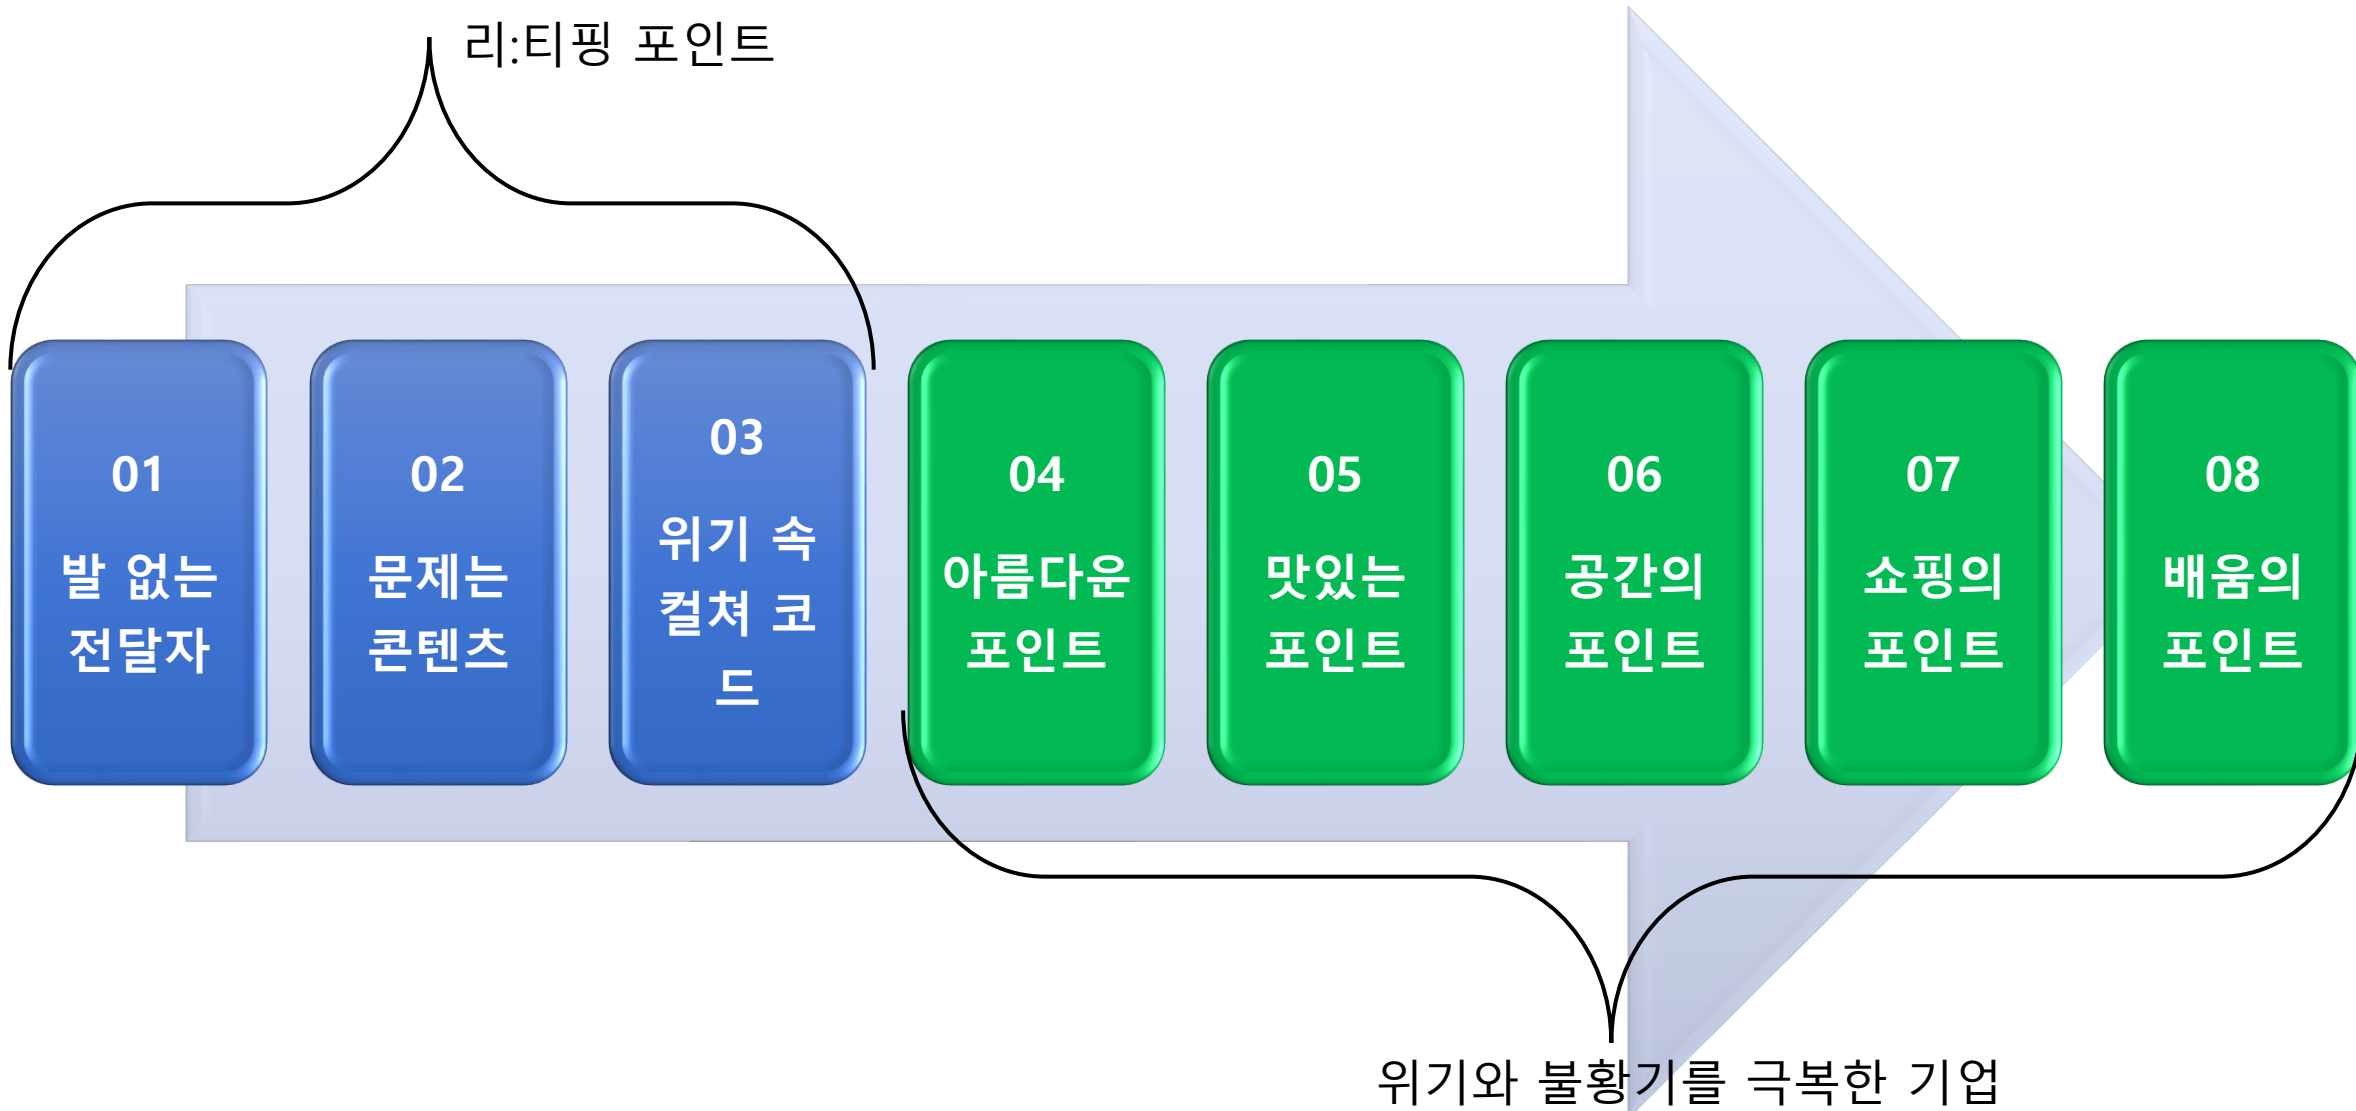 리:티핑 포인트
01
발 없는
전달자
02
문제는
콘텐츠
03
위기 속
컬쳐 코
드
04
아름다운
포인트
05
맛있는
포인트
06
공간의
포인트
07
쇼핑의
포인트
08
배움의
포인트
위기와 불황기를 극복한 기업